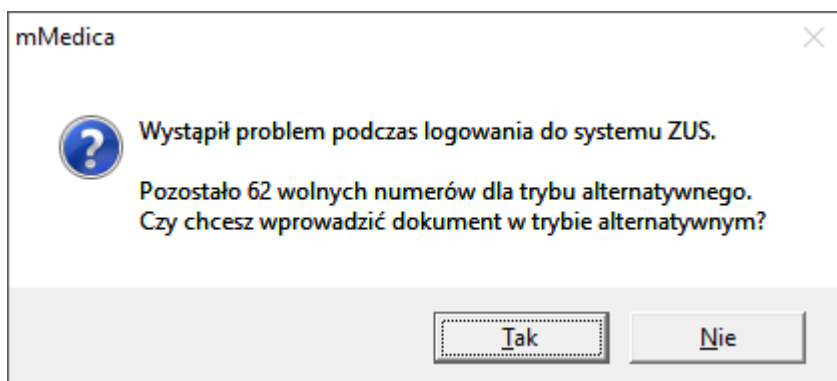 mMedica
Wystąpił problem podczas logowania do systemu ZUS.
Pozostało 62 wolnych numerów dla trybu alternatywnego.
Czy chcesz wprowadzić dokument w trybie alternatywnym?
Tak
Nie